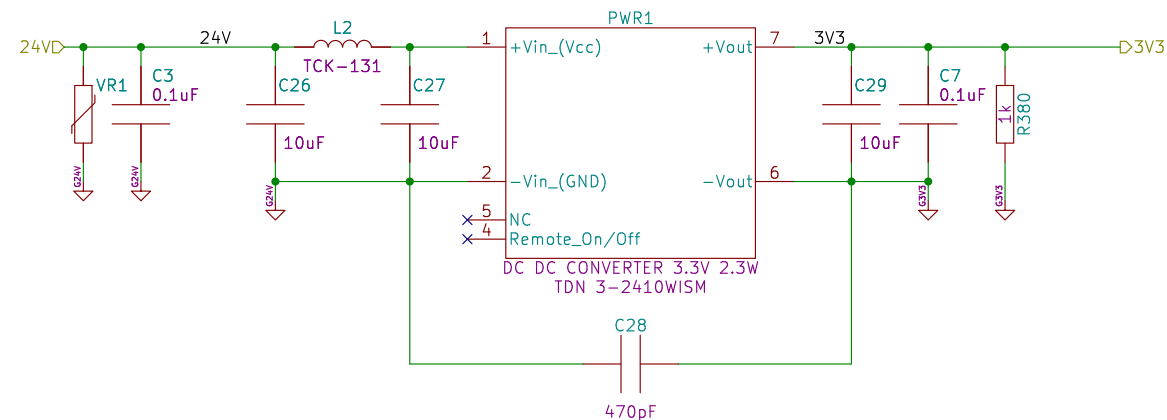 PWR1
24V
24V
L2
TCK-131
1
+Vin_(Vcc)
+Vout
7
3V3
3V3
VR1
C3
0.1uF
C26
10uF
C27
10uF
C29
10uF
C7
0.1uF
1k
R380
G24V
G24V
G24V
2
-Vin_(GND)
-Vout
6
G3V3
G3V3
5
NC
4
Remote_On/Off
DC DC CONVERTER 3.3V 2.3W
TDN 3-2410WISM
C28
470pF